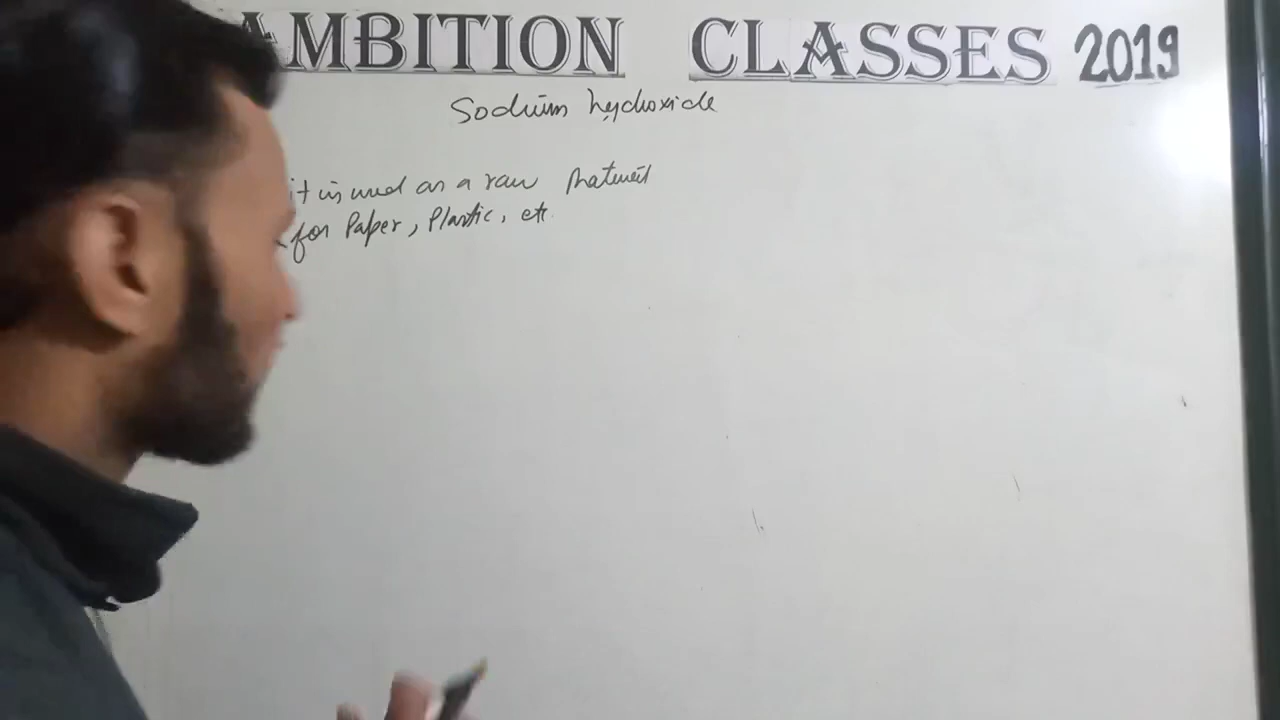 AMBITION CLASSES 2019
Sodium hydroxide
it is used as a raw material
for Paper, Plastic, etc.